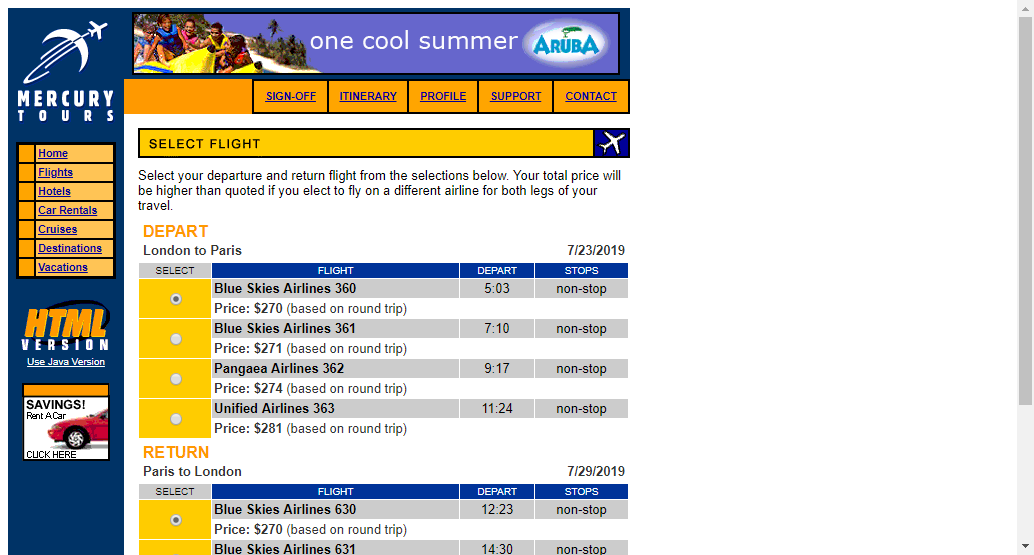 one cool summer ARUBA
MERCURY
TOURS
SIGN-OFF ITINERARY PROFILE SUPPORT CONTACT
Home
Flights
Hotels
Car Rentals
Cruises
Destinations
Vacations
HTML
VERSION
Use Java Version
SAVINGS!
Rent A Car
CLICK HERE
SELECT FLIGHT
Select your departure and return flight from the selections below. Your total price will
be higher than quoted if you elect to fly on a different airline for both legs of your
travel.
DEPART
London to Paris 7/23/2019
SELECT FLIGHT DEPART STOPS
Blue Skies Airlines 360 5:03 non-stop
Price: $270 (based on round trip)
Blue Skies Airlines 361 7:10 non-stop
Price: $271 (based on round trip)
Pangaea Airlines 362 9:17 non-stop
Price: $274 (based on round trip)
Unified Airlines 363 11:24 non-stop
Price: $281 (based on round trip)
RETURN
Paris to London 7/29/2019
SELECT FLIGHT DEPART STOPS
Blue Skies Airlines 630 12:23 non-stop
Price: $270 (based on round trip)
Blue Skies Airlines 631 14:30 non-stop